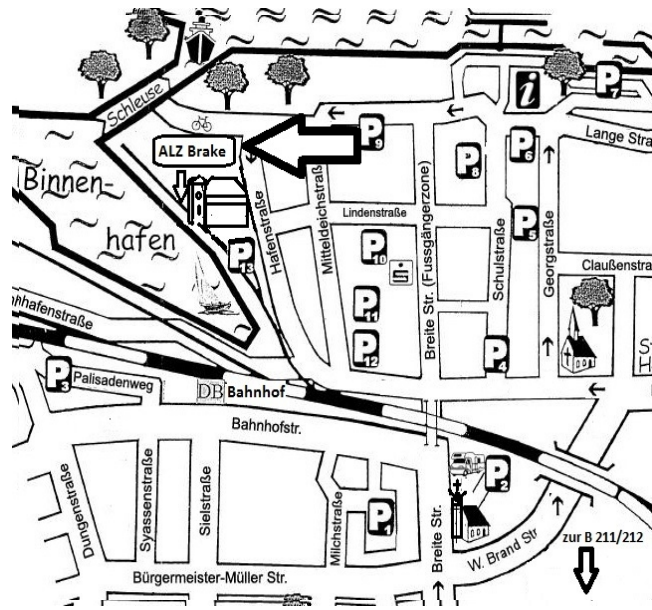 Schleuse
ALZ Brake
Binnen-
hafen
P 9
P 8
P 7
i
P 6
Lange Stra
Hafenstraße
Mitteldeichstraß
Lindenstraße
Breite Str. (Fussgängerzone)
Schulstraße
Georgstraße
P 5
P 10
P 13
Claußenstra
P 11
P 12
P 4
St
H
hhafenstraße
P 3
Palisadenweg
DB Bahnhof
Bahnhofstr.
Dungenstraße
Syassenstraße
Sielstraße
Milchstraße
P 1
P 2
Breite Str.
W. Brand Str
zur B 211/212
Bürgermeister-Müller Str.